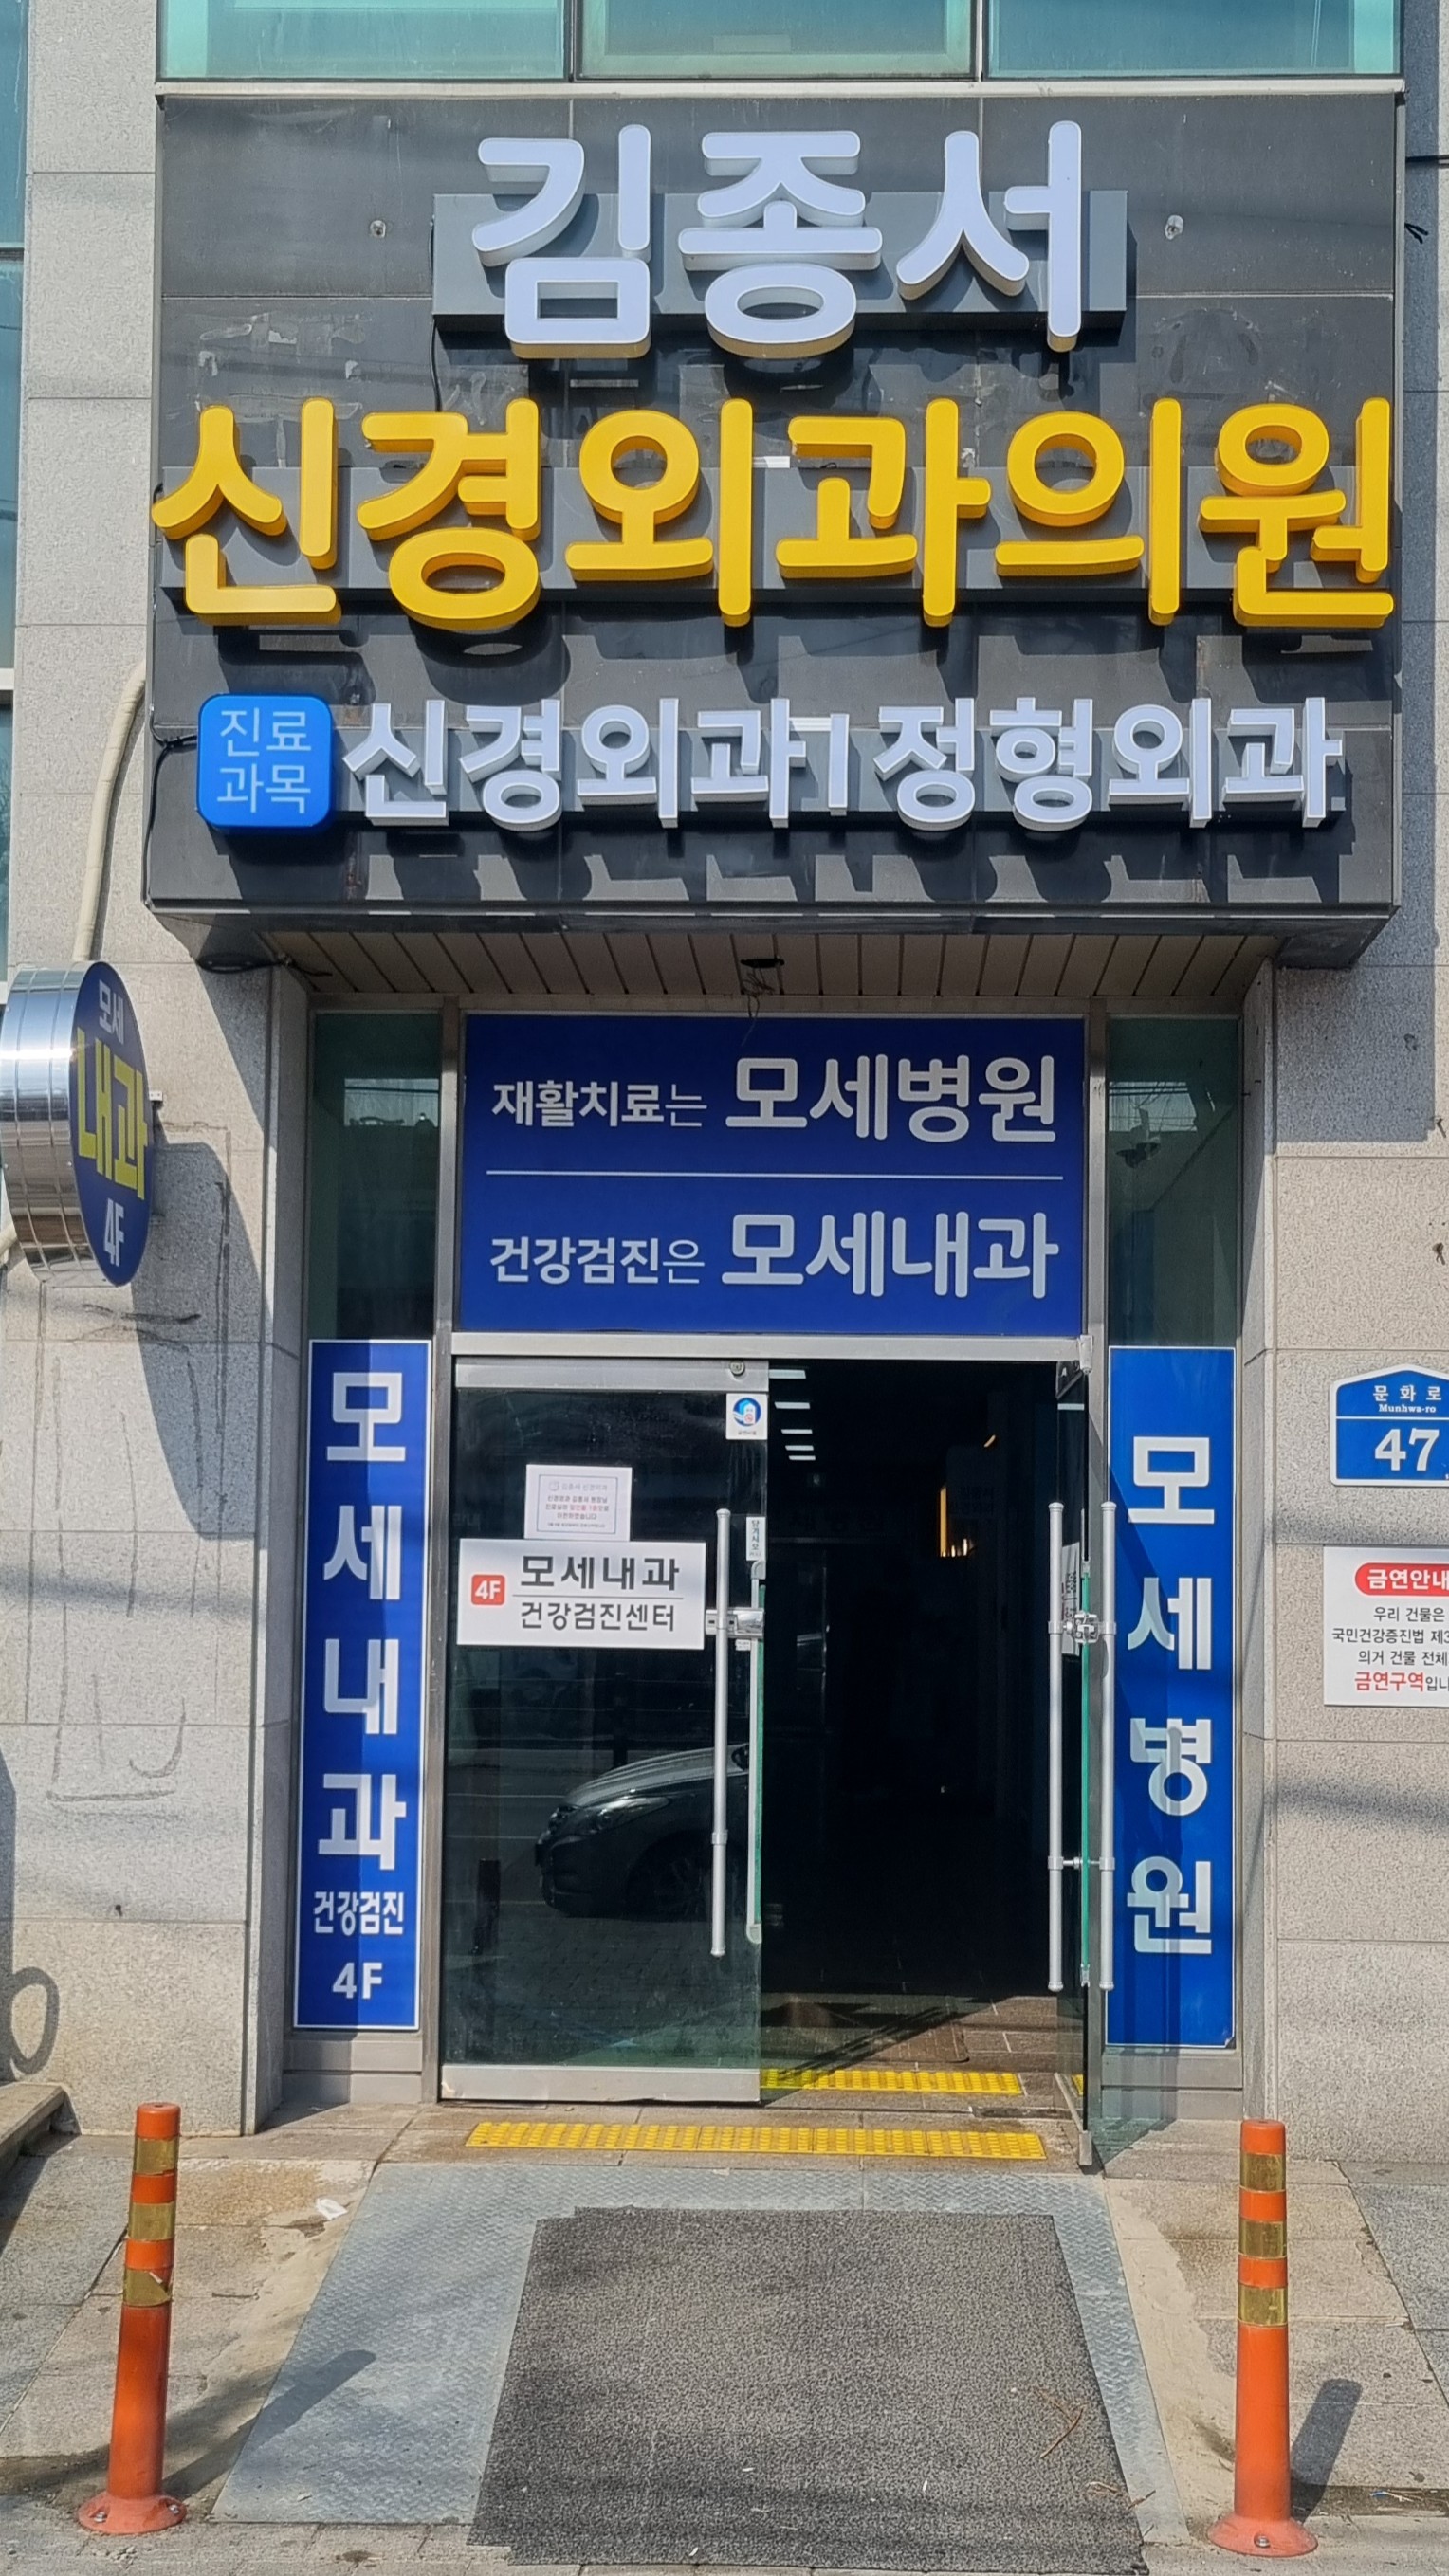 김종서
신경외과의원
진료
과목
신경외과 | 정형외과
모세
내과
4F
재활치료는 모세병원
건강검진은 모세내과
모세내과
건강검진
4F
4F
모세내과
건강검진센터
모세병원
문화로
Munhwa-ro
47
금연안내
우리 건물은
국민건강증진법 제3
의거 건물 전체
금연구역입니